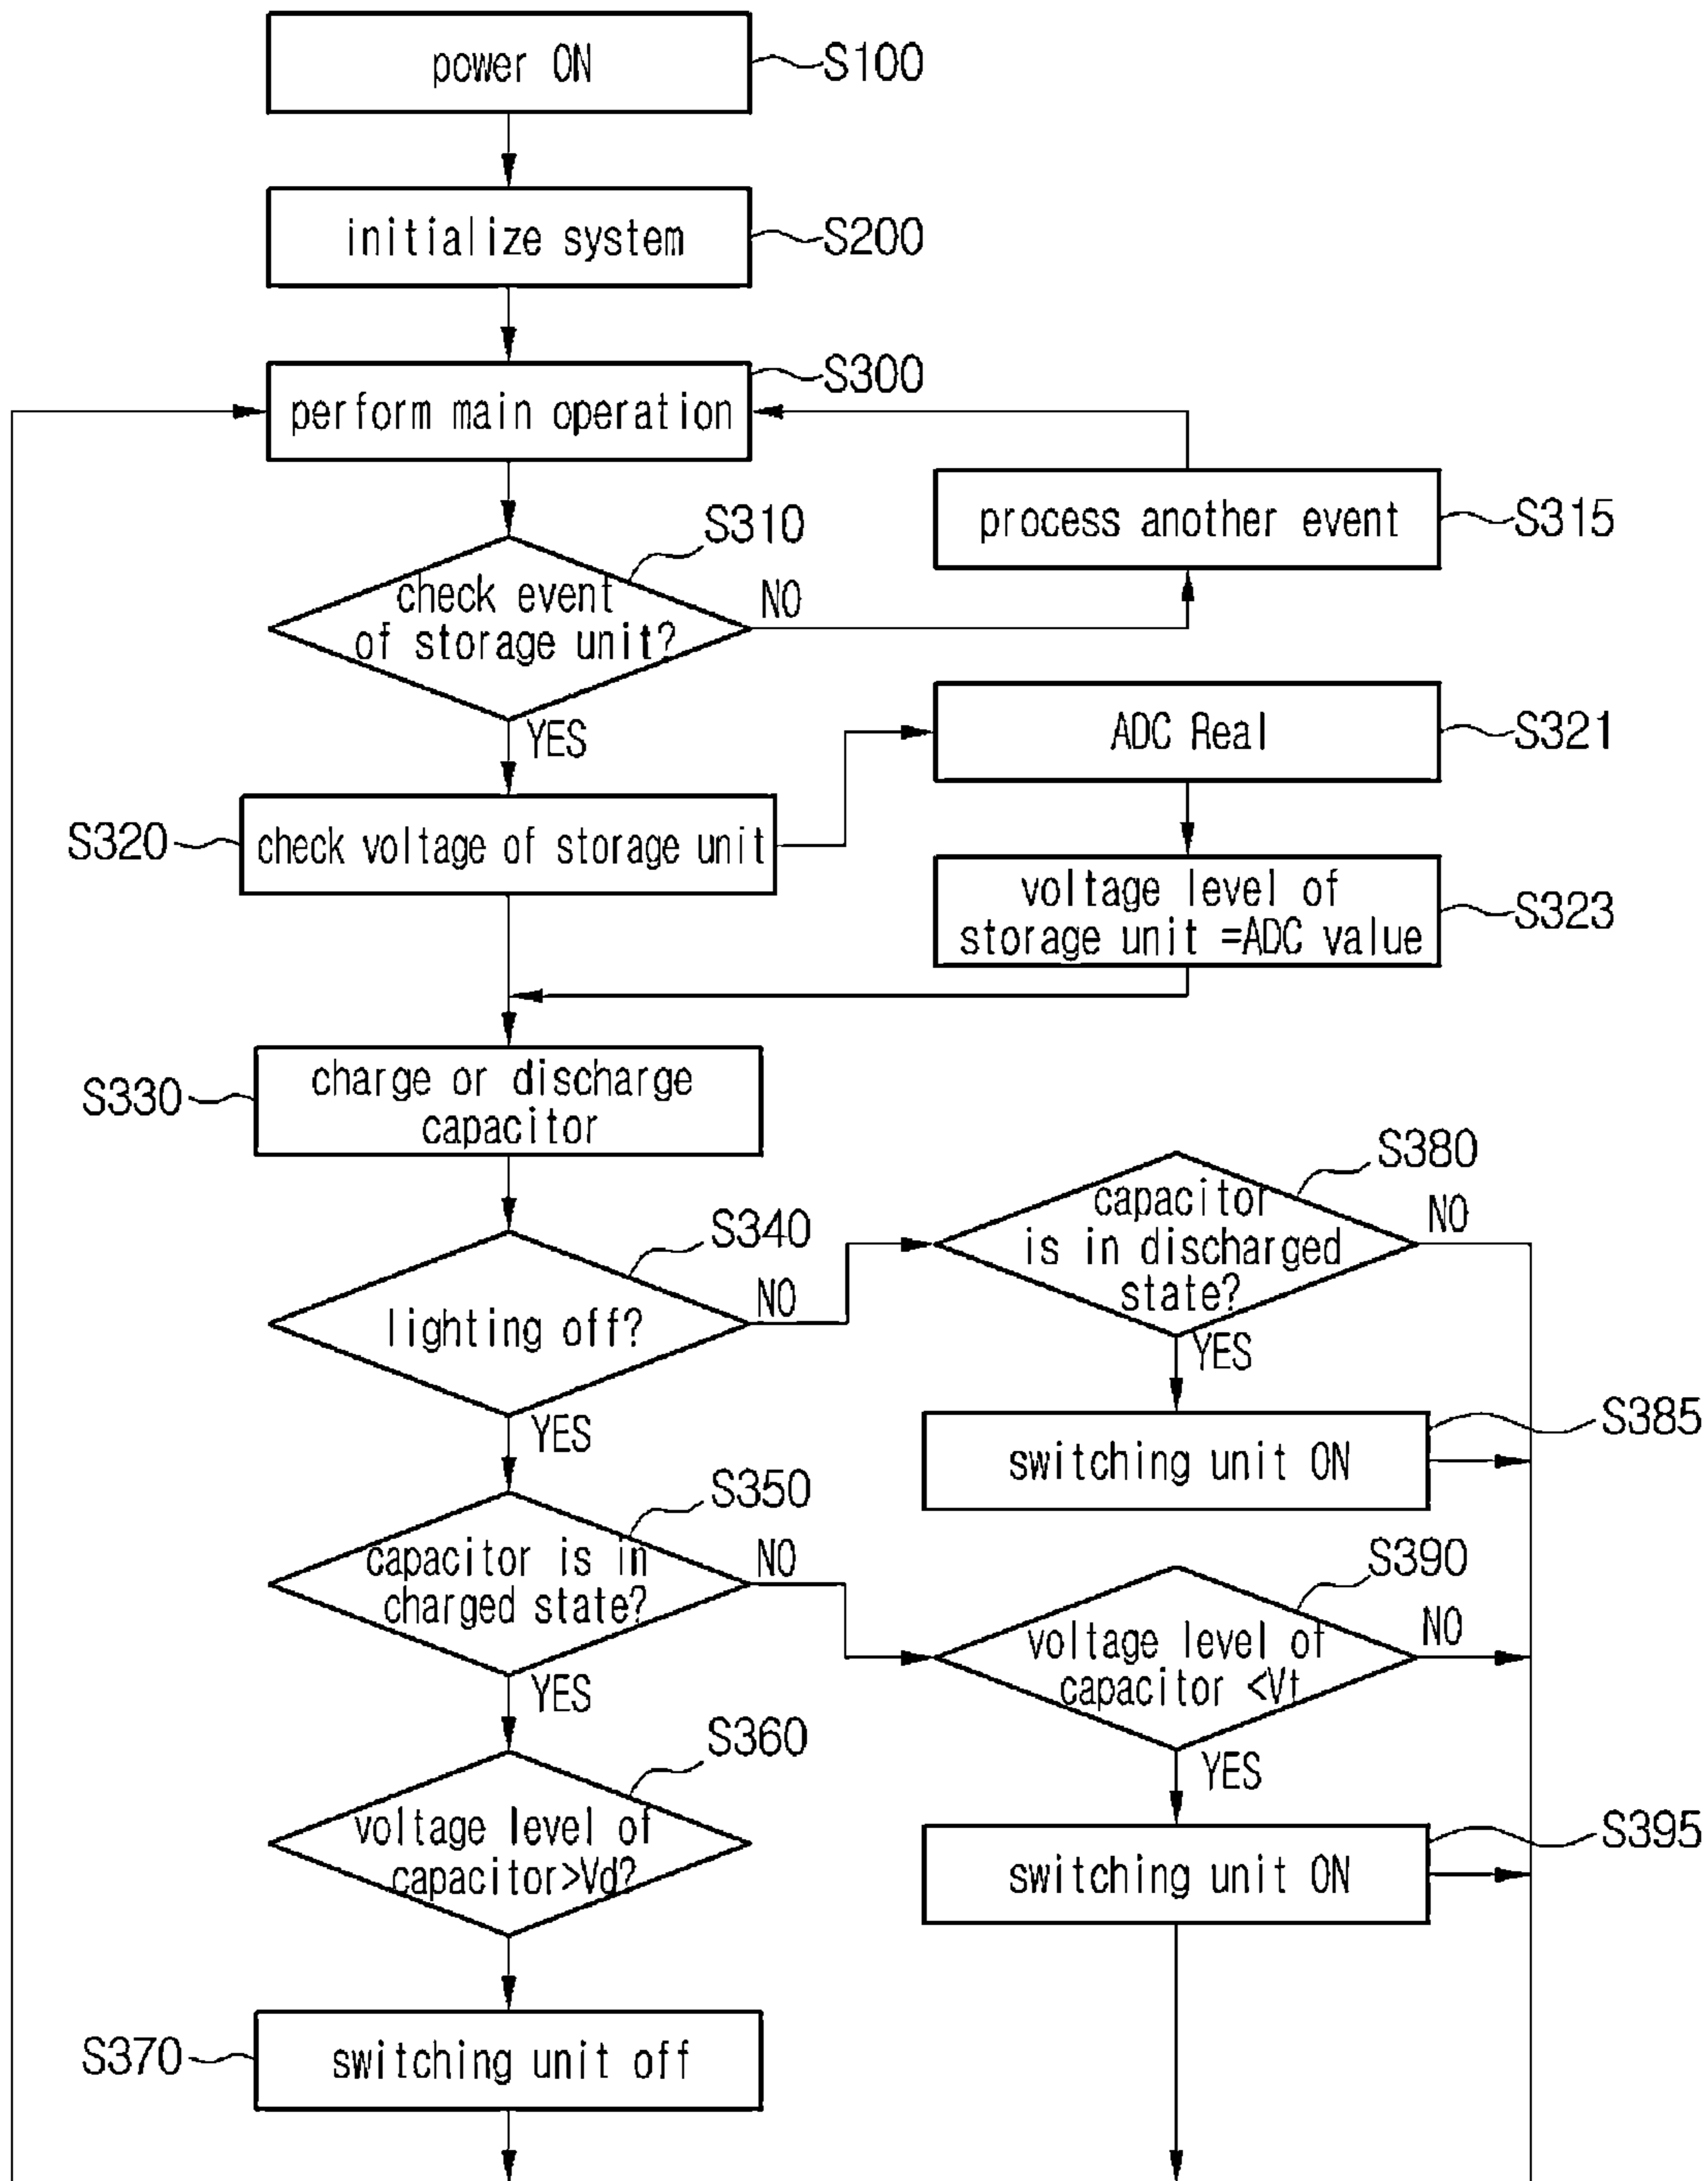 power ON
S100
initialize system
S200
S300
perform main operation
process another event
S315
S310
check event
of storage unit?
NO
YES
ADC Real
S321
S320
check voltage of storage unit
voltage level of
storage unit =ADC value
S323
S330
charge or discharge
capacitor
S340
lighting off?
NO
YES
S380
capacitor
is in discharged
state?
NO
YES
S385
switching unit ON
S350
capacitor is in
charged state?
NO
YES
S390
voltage level of
capacitor <Vt
NO
YES
S360
voltage level of
capacitor>Vd?
S395
switching unit ON
S370
switching unit off